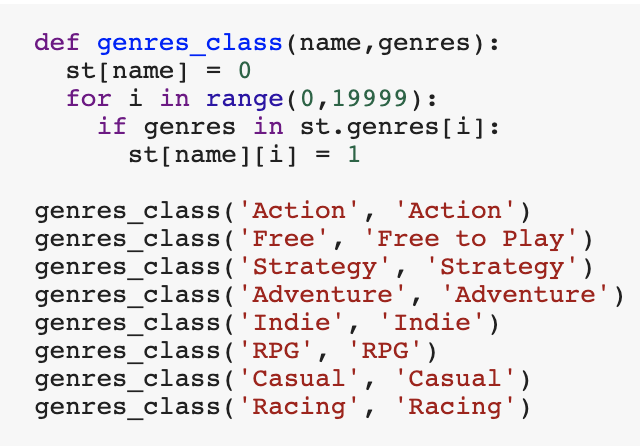 def genres_class(name,genres):
  st[name] = 0
  for i in range(0,19999):
    if genres in st.genres[i]:
      st[name][i] = 1

genres_class('Action', 'Action')
genres_class('Free', 'Free to Play')
genres_class('Strategy', 'Strategy')
genres_class('Adventure', 'Adventure')
genres_class('Indie', 'Indie')
genres_class('RPG', 'RPG')
genres_class('Casual', 'Casual')
genres_class('Racing', 'Racing')